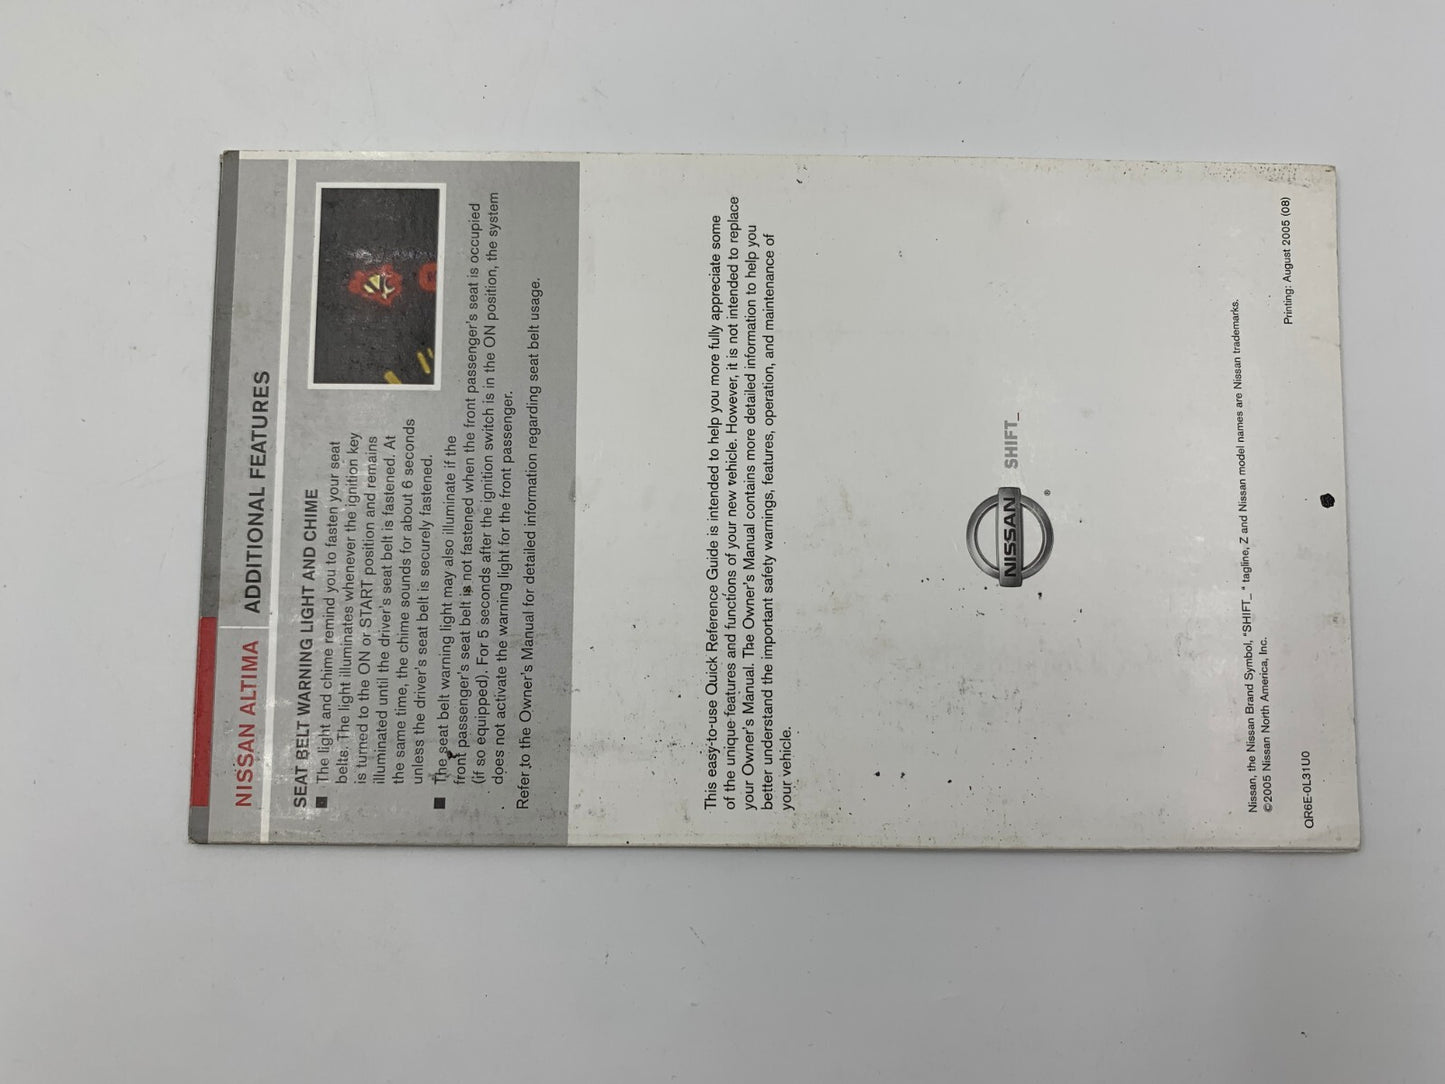 NISSAN ALTIMA ADDITIONAL FEATURES
SEAT BELT WARNING LIGHT AND CHIME
■ The light and chime remind you to fasten your seat
belts. The light illuminates whenever the ignition key
is turned to the ON or START position and remains
illuminated until the driver's seat belt is fastened. At
the same time, the chime sounds for about 6 seconds
unless the driver's seat belt is securely fastened.
■ The seat belt warning light may also illuminate if the
front passenger's seat belt is not fastened when the front passenger's seat is occupied
(if so equipped). For 5 seconds after the ignition switch is in the ON position, the system
does not activate the warning light for the front passenger.
Refer to the Owner's Manual for detailed information regarding seat belt usage.
This easy-to-use Quick Reference Guide is intended to help you more fully appreciate some
of the unique features and functions of your new vehicle. However, it is not intended to replace
your Owner's Manual. The Owner's Manual contains more detailed information to help you
better understand the important safety warnings, features, operation, and maintenance of
your vehicle.
NISSAN ® SHIFT_
Nissan, the Nissan Brand Symbol, "SHIFT_ " tagline, Z and Nissan model names are Nissan trademarks.
©2005 Nissan North America, Inc.
QR6E-0L31U0 Printing: August 2005 (08)